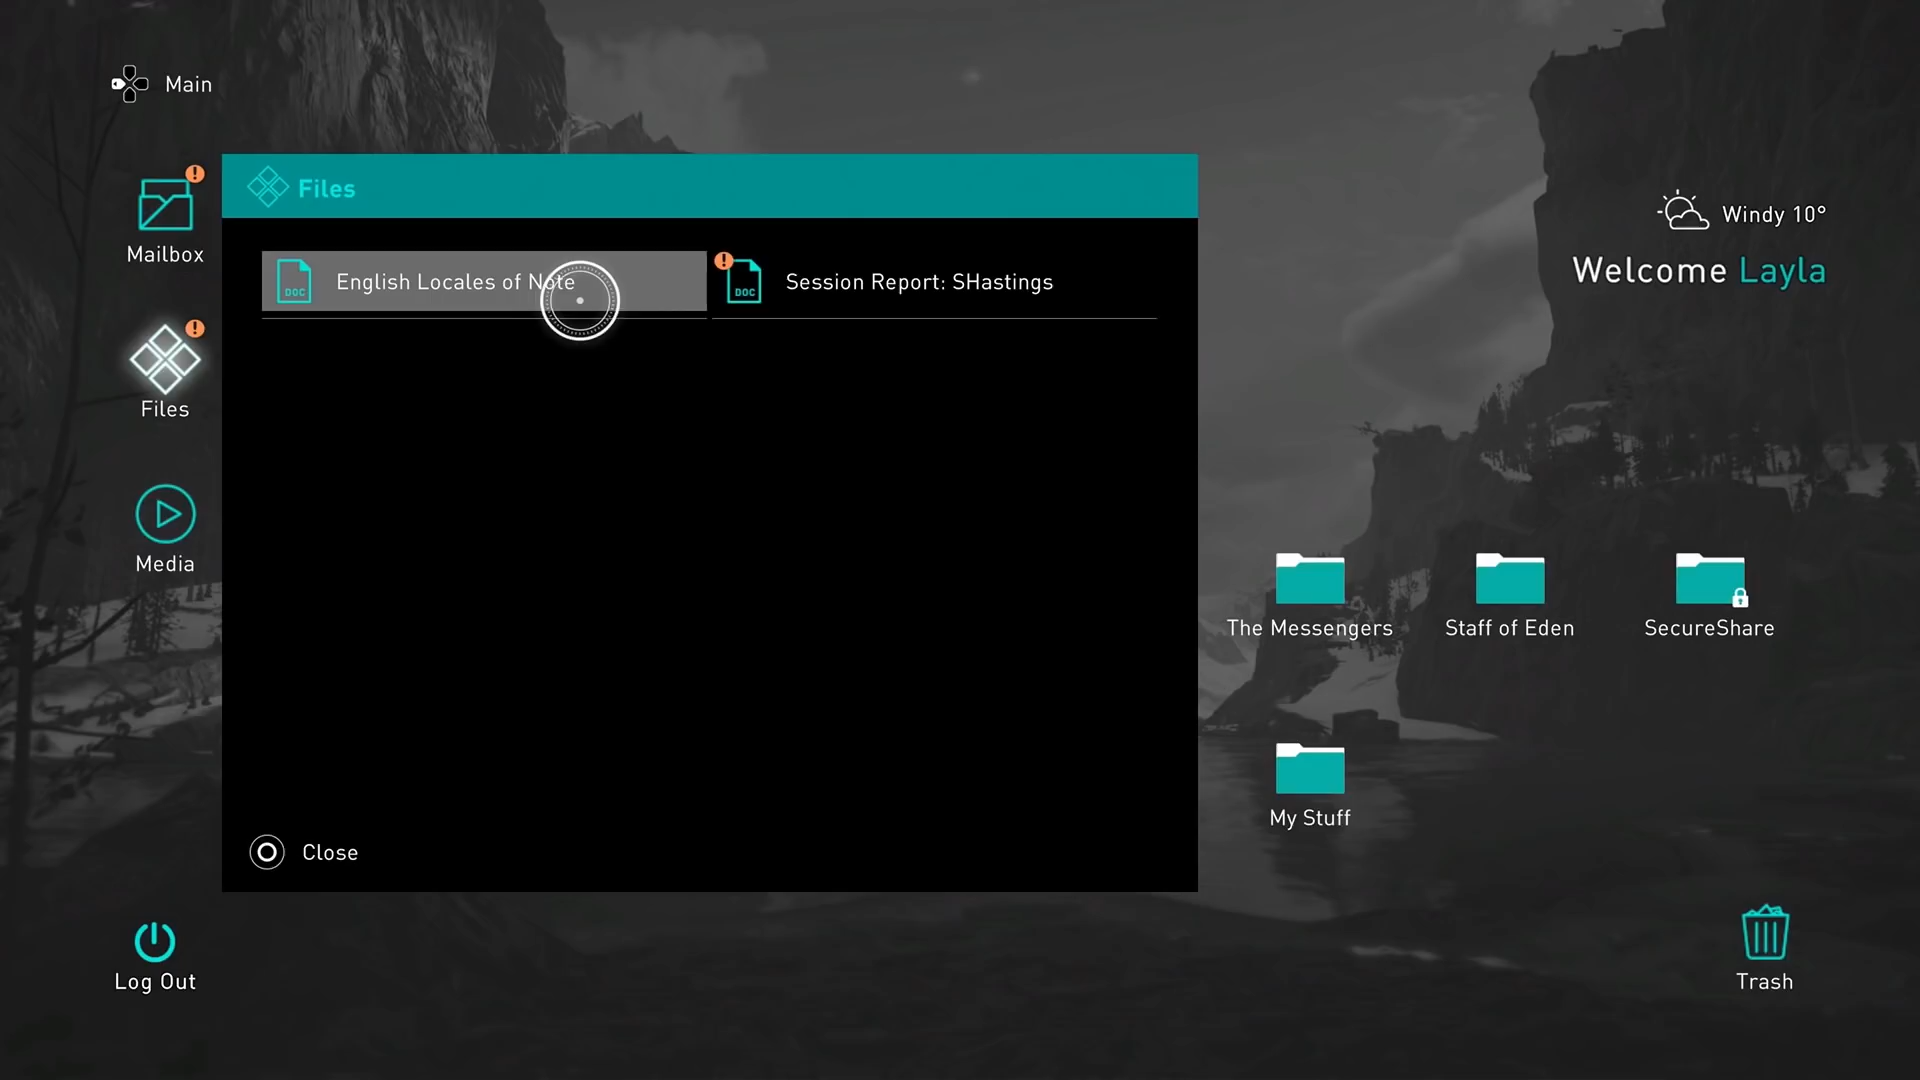 Main
Mailbox
Files
Media
Log Out
Files
DOC English Locales of Note
DOC Session Report: SHastings
Close
Windy 10°
Welcome Layla
The Messengers
Staff of Eden
SecureShare
My Stuff
Trash